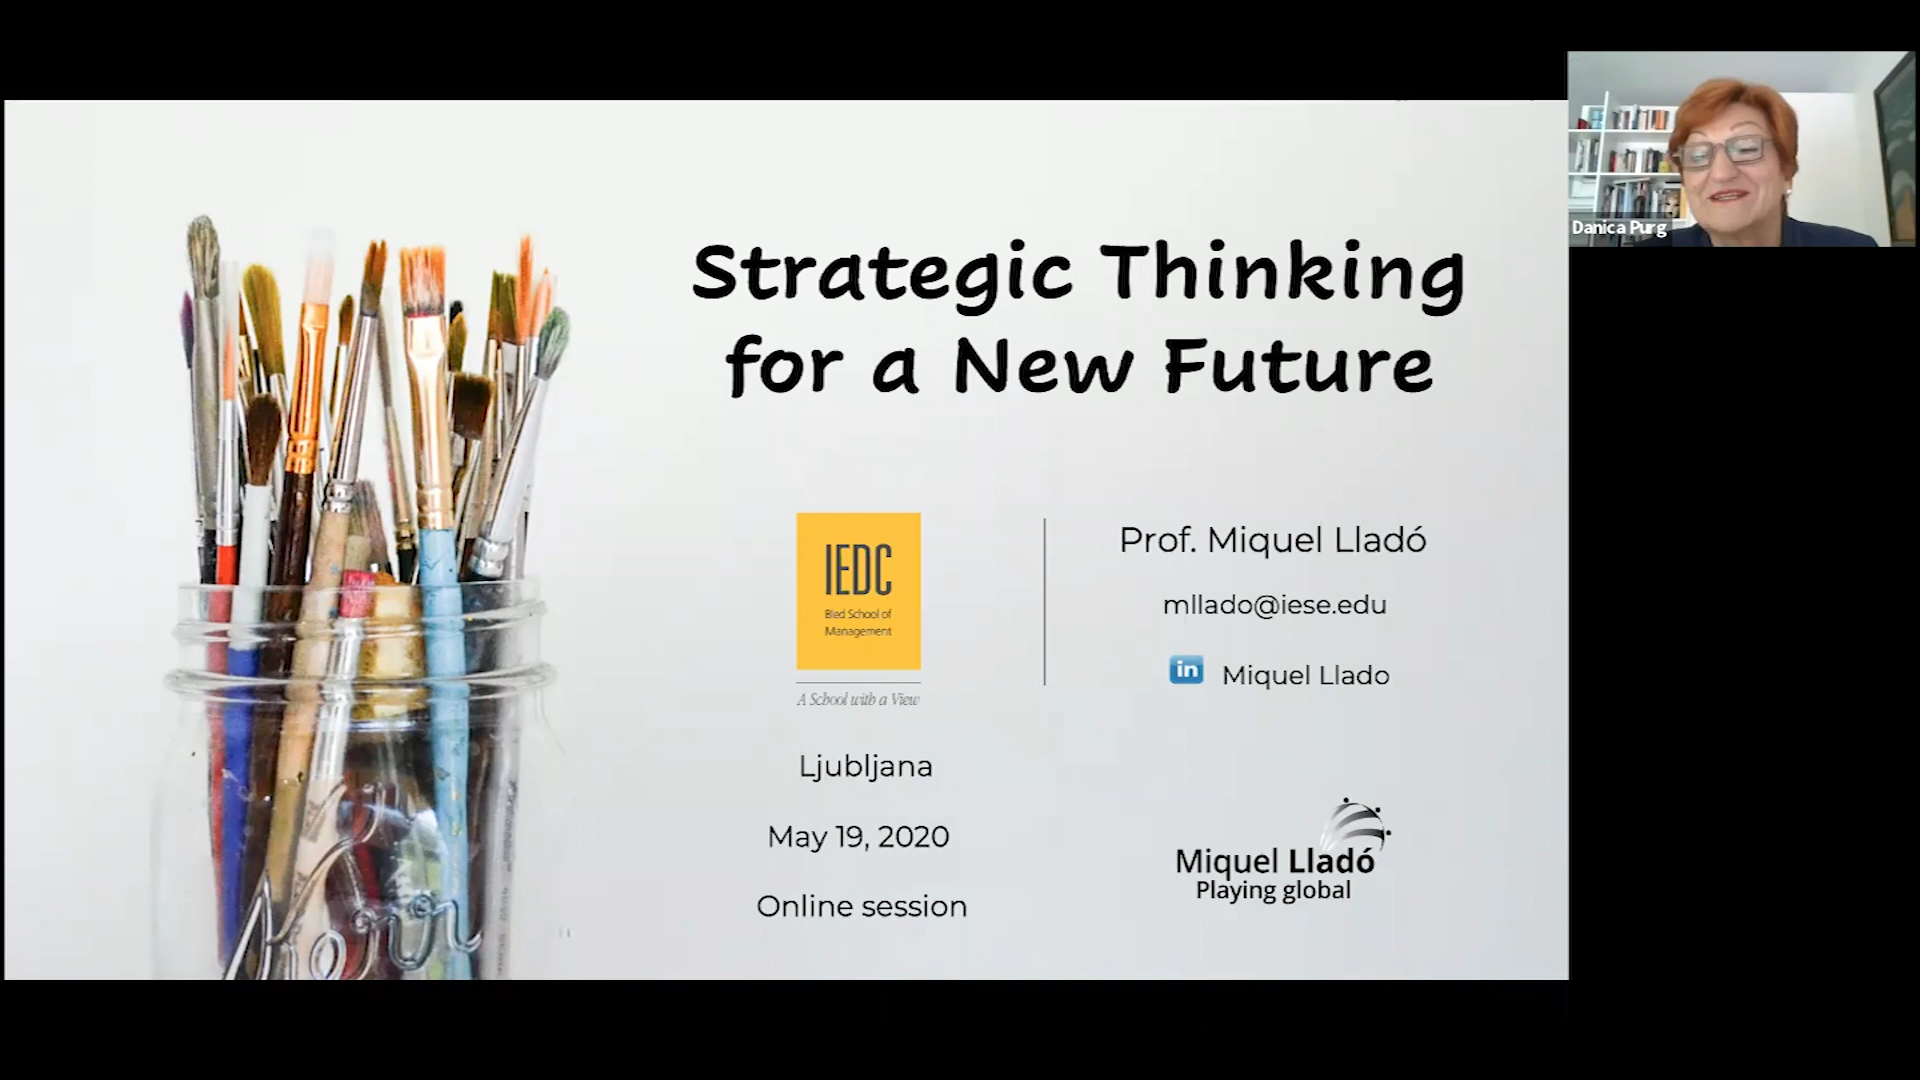 Strategic Thinking
for a New Future
IEDC
Bled School of
Management
A School with a View
Ljubljana
May 19, 2020
Online session
Prof. Miquel Lladó
mllado@iese.edu
in Miquel Llado
Miquel Lladó
Playing global
Danica Purg